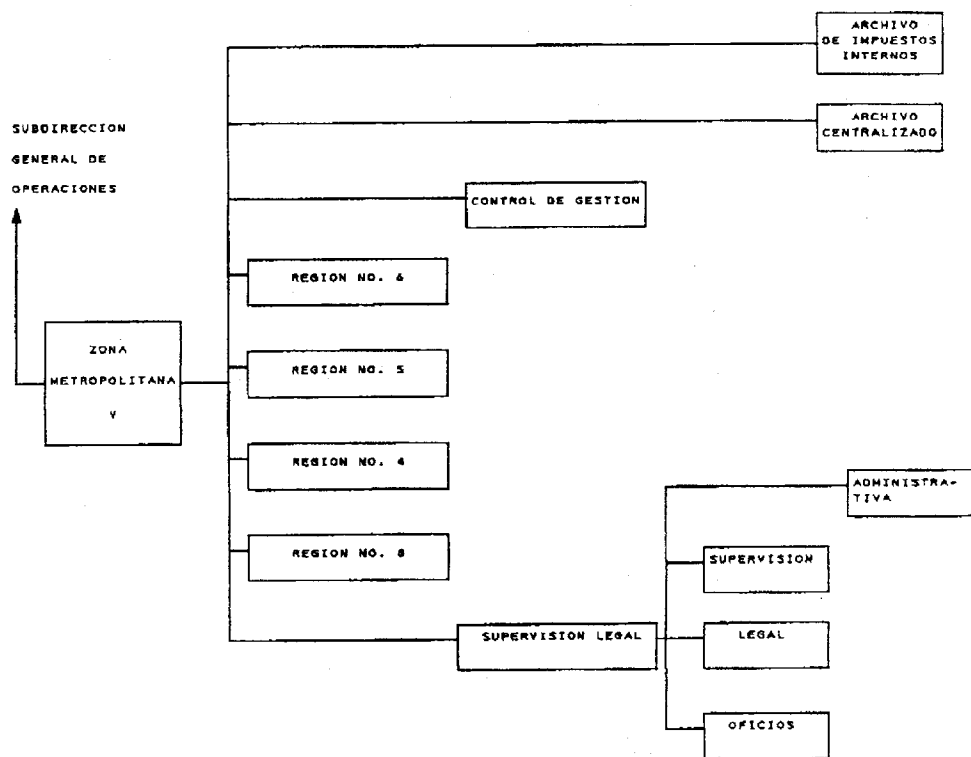 ARCHIVO
DE IMPUESTOS
INTERNOS
SUBDIRECCION
GENERAL DE
OPERACIONES
ARCHIVO
CENTRALIZADO
CONTROL DE GESTION
REGION NO. 6
ZONA
METROPOLITANA
V
REGION NO. 5
REGION NO. 4
ADMINISTRA-
TIVA
REGION NO. 8
SUPERVISION
SUPERVISION LEGAL
LEGAL
OFICIOS